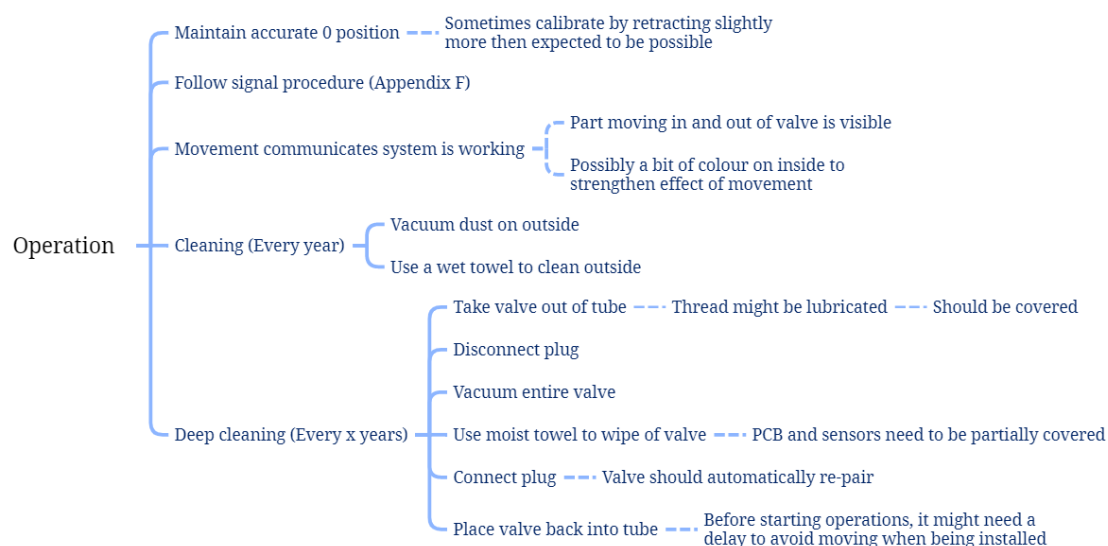 Operation
Maintain accurate 0 position
Sometimes calibrate by retracting slightly
more then expected to be possible
Follow signal procedure (Appendix F)
Movement communicates system is working
Part moving in and out of valve is visible
Possibly a bit of colour on inside to
strengthen effect of movement
Cleaning (Every year)
Vacuum dust on outside
Use a wet towel to clean outside
Deep cleaning (Every x years)
Take valve out of tube
Thread might be lubricated
Should be covered
Disconnect plug
Vacuum entire valve
Use moist towel to wipe of valve
PCB and sensors need to be partially covered
Connect plug
Valve should automatically re-pair
Place valve back into tube
Before starting operations, it might need a
delay to avoid moving when being installed